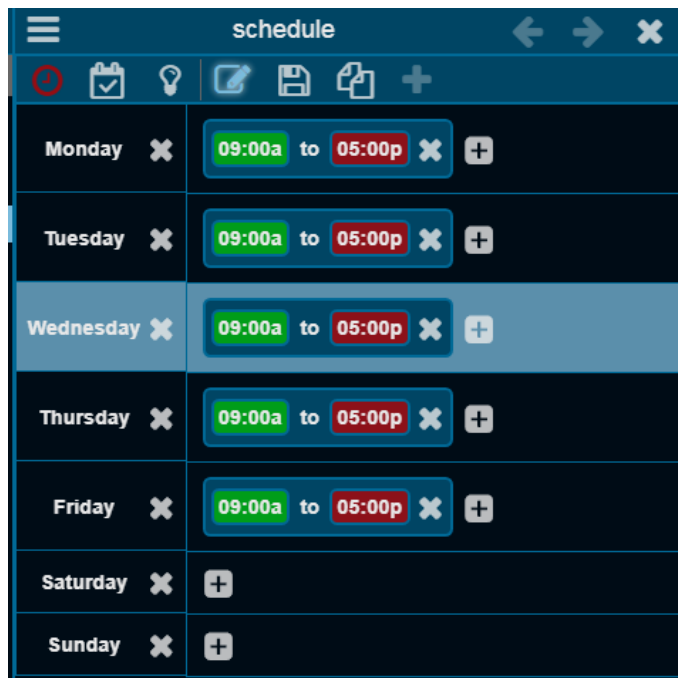 schedule
Monday 09:00a to 05:00p
Tuesday 09:00a to 05:00p
Wednesday 09:00a to 05:00p
Thursday 09:00a to 05:00p
Friday 09:00a to 05:00p
Saturday
Sunday